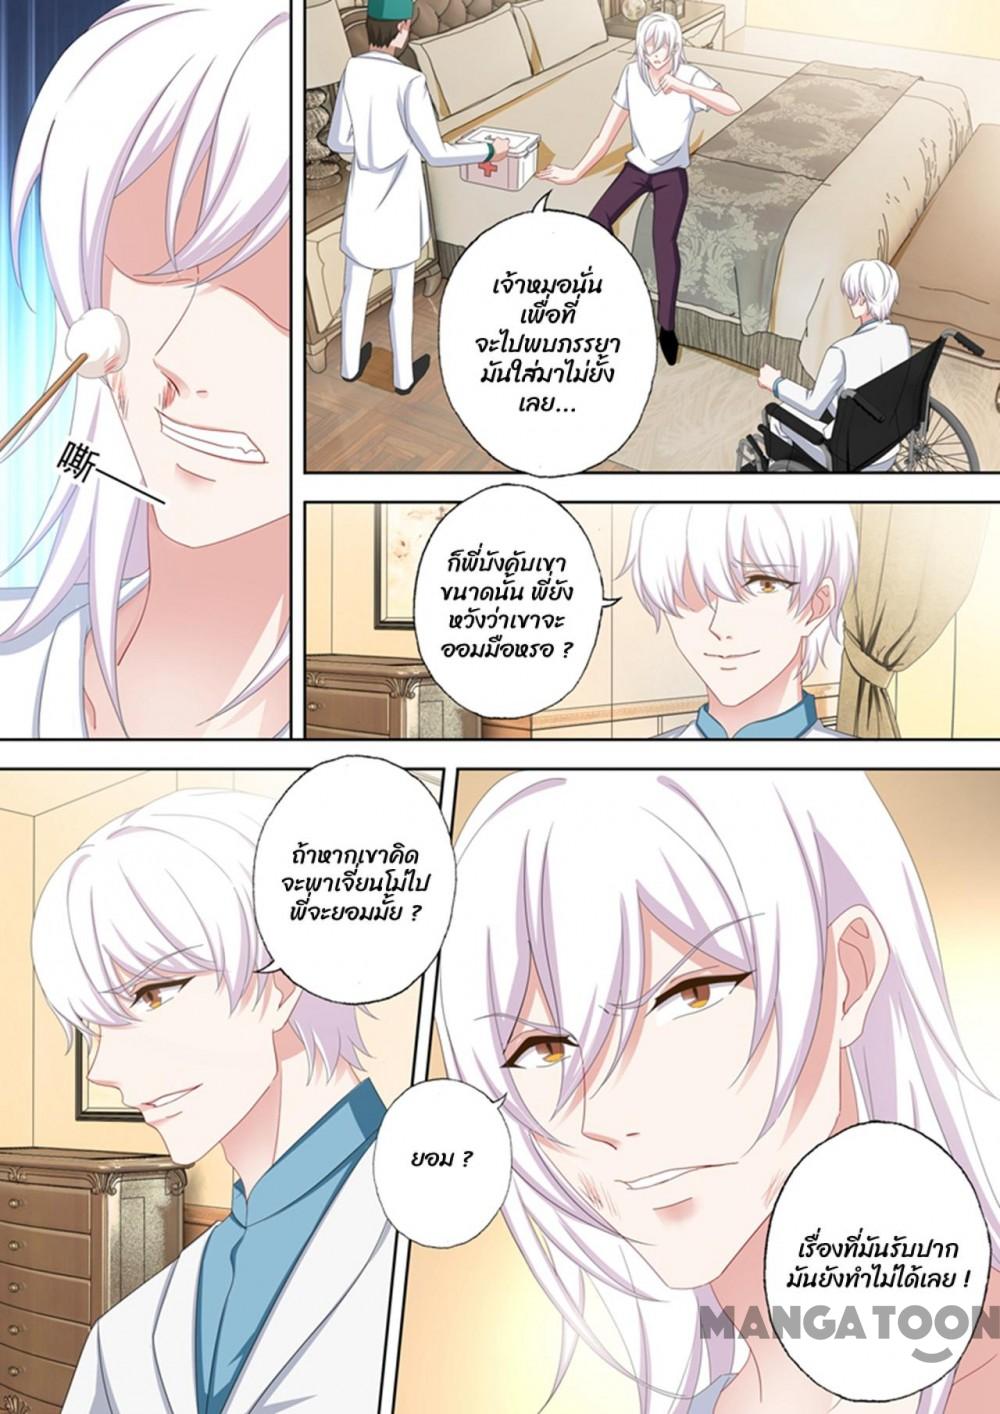 เจ้าหมอนั่น
เพื่อที่
จะไปพบภรรยา
มันใส่มาไม่ยั้ง
เลย...
嘶
ก็พี่บังคับเขา
ขนาดนั้น พี่ยัง
หวังว่าเขาจะ
ออมมือหรอ ?
ถ้าหากเขาคิด
จะพาเจี่ยนโม่ไป
พี่จะยอมมั้ย ?
ยอม ?
เรื่องที่มันรับปาก
มันยังทำไม่ได้เลย !
MANGATOON